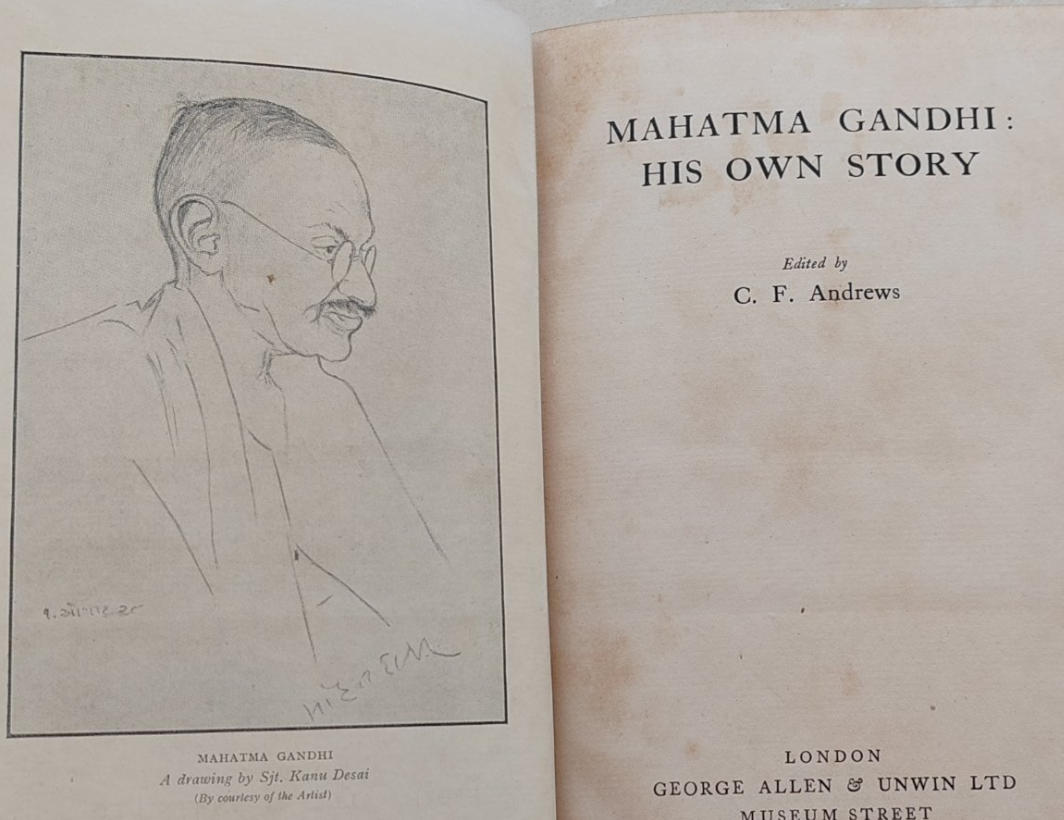 MAHATMA GANDHI
A drawing by Sjt. Kanu Desai
(By courtesy of the Artist)
MAHATMA GANDHI:
HIS OWN STORY
Edited by
C. F. Andrews
LONDON
GEORGE ALLEN & UNWIN LTD
MUSEUM STREET